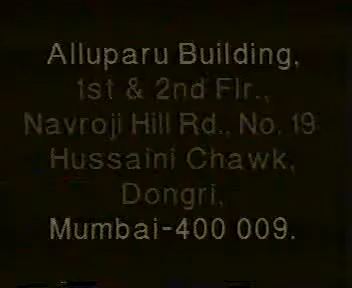 Alluparu Building,
1st & 2nd Flr.,
Navroji Hill Rd., No. 19
Hussaini Chawk,
Dongri,
Mumbai-400 009.